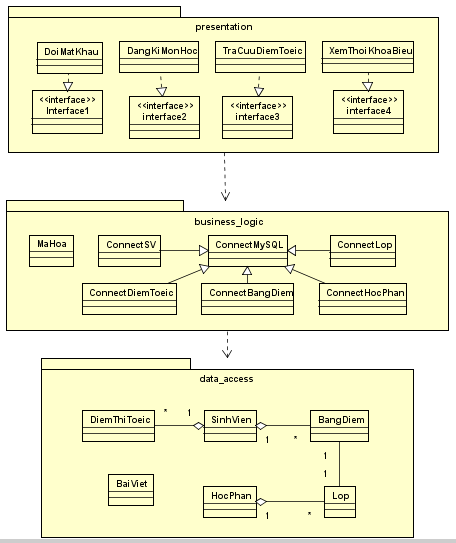 presentation
DoiMatKhau
DangKiMonHoc
TraCuuDiemToeic
XemThoiKhoaBieu
<<interface>>
Interface1
<<interface>>
interface2
<<interface>>
interface3
<<interface>>
interface4
business_logic
MaHoa
ConnectSV
ConnectMySQL
ConnectLop
ConnectDiemToeic
ConnectBangDiem
ConnectHocPhan
data_access
DiemThiToeic
* 1
SinhVien
1 *
BangDiem
1
1
BaiViet
HocPhan
1 *
Lop